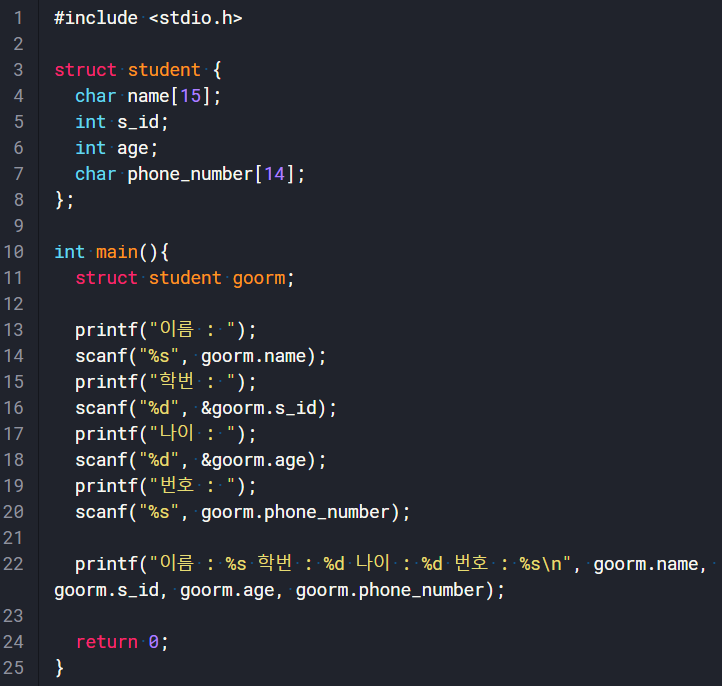 1 #include <stdio.h>
2
3 struct student {
4   char name[15];
5   int s_id;
6   int age;
7   char phone_number[14];
8 };
9
10 int main(){
11   struct student goorm;
12
13   printf("이름 : ");
14   scanf("%s", goorm.name);
15   printf("학번 : ");
16   scanf("%d", &goorm.s_id);
17   printf("나이 : ");
18   scanf("%d", &goorm.age);
19   printf("번호 : ");
20   scanf("%s", goorm.phone_number);
21
22   printf("이름 : %s 학번 : %d 나이 : %d 번호 : %s\n", goorm.name,
goorm.s_id, goorm.age, goorm.phone_number);
23
24   return 0;
25 }